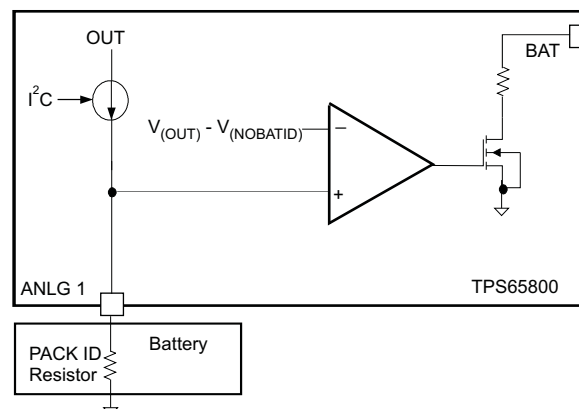 OUT
BAT
I²C
V(OUT) - V(NOBATID)
−
+
ANLG 1
TPS65800
PACK ID
Resistor
Battery